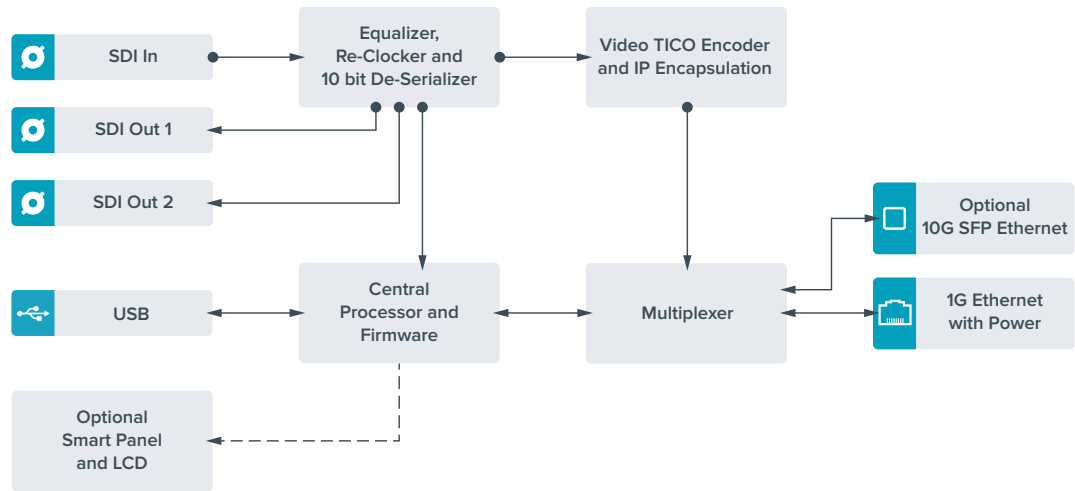 SDI In
Equalizer,
Re-Clocker and
10 bit De-Serializer
Video TICO Encoder
and IP Encapsulation
SDI Out 1
SDI Out 2
Optional
10G SFP Ethernet
USB
Central
Processor and
Firmware
Multiplexer
1G Ethernet
with Power
Optional
Smart Panel
and LCD